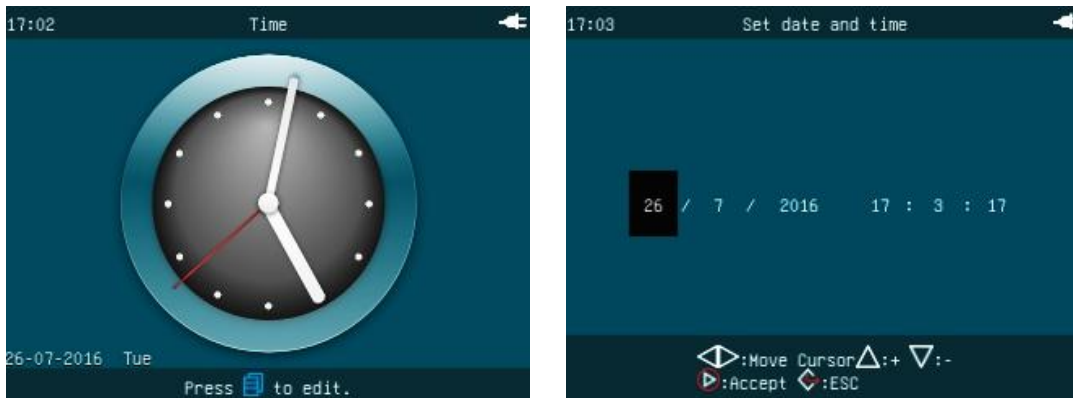 17:02 Time
26-07-2016 Tue
Press to edit.
17:03 Set date and time
26 / 7 / 2016 17 : 3 : 17
:Move Cursor :+ :-
:Accept :ESC